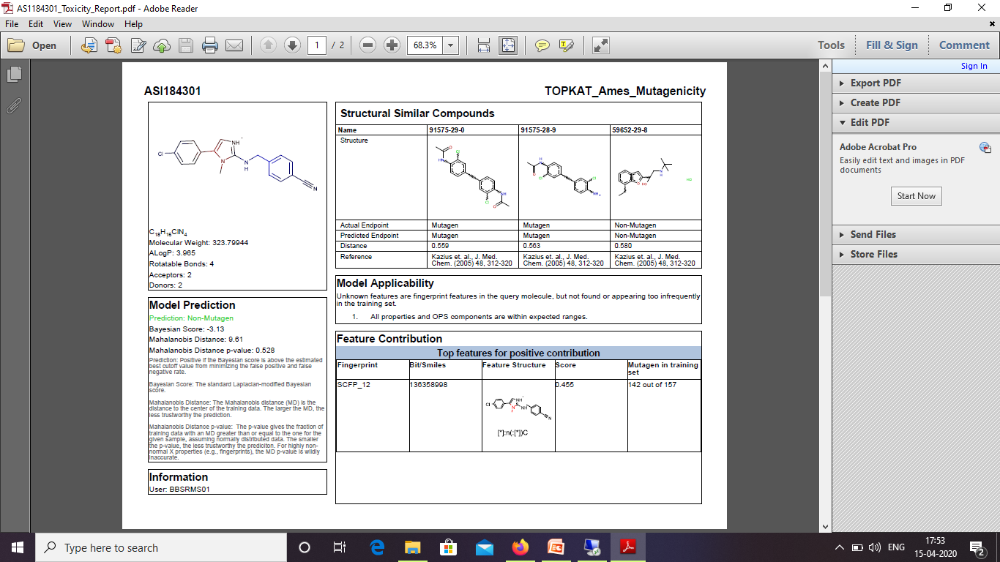 AS1184301_Toxicity_Report.pdf - Adobe Reader
File Edit View Window Help
Open 1 / 2 68.3% Tools Fill & Sign Comment
Sign In
Export PDF
Create PDF
Edit PDF
Adobe Acrobat Pro
Easily edit text and images in PDF
documents
Start Now
Send Files
Store Files
ASI184301
TOPKAT_Ames_Mutagenicity
Cl NH + N N H N
C18H16ClN4
Molecular Weight: 323.79944
ALogP: 3.965
Rotatable Bonds: 4
Acceptors: 2
Donors: 2
Model Prediction
Prediction: Non-Mutagen
Bayesian Score: -3.13
Mahalanobis Distance: 9.61
Mahalanobis Distance p-value: 0.528
Prediction: Positive if the Bayesian score is above the estimated
best cutoff value from minimizing the false positive and false
negative rate.
Bayesian Score: The standard Laplacian-modified Bayesian
score.
Mahalanobis Distance: The Mahalanobis distance (MD) is the
distance to the center of the training data. The larger the MD, the
less trustworthy the prediction.
Mahalanobis Distance p-value: The p-value gives the fraction of
training data with an MD greater than or equal to the one for the
given sample, assuming normally distributed data. The smaller
the p-value, the less trustworthy the prediciton. For highly non-
normal X properties (e.g., fingerprints), the MD p-value is wildly
inaccurate.
Information
User: BBSRMS01
Structural Similar Compounds
Name 91575-29-0 91575-28-9 59652-29-8
Structure
Actual Endpoint Mutagen Mutagen Non-Mutagen
Predicted Endpoint Mutagen Mutagen Non-Mutagen
Distance 0.559 0.563 0.580
Reference Kazius et. al., J. Med. Kazius et. al., J. Med. Kazius et. al., J. Med.
Chem. (2005) 48, 312-320 Chem. (2005) 48, 312-320 Chem. (2005) 48, 312-320
Model Applicability
Unknown features are fingerprint features in the query molecule, but not found or appearing too infrequently
in the training set.
1. All properties and OPS components are within expected ranges.
Feature Contribution
Top features for positive contribution
Fingerprint Bit/Smiles Feature Structure Score Mutagen in training
set
SCFP_12 136358998 0.455 142 out of 157
[*]:n(:[*])C
Type here to search
ENG 17:53
15-04-2020 2